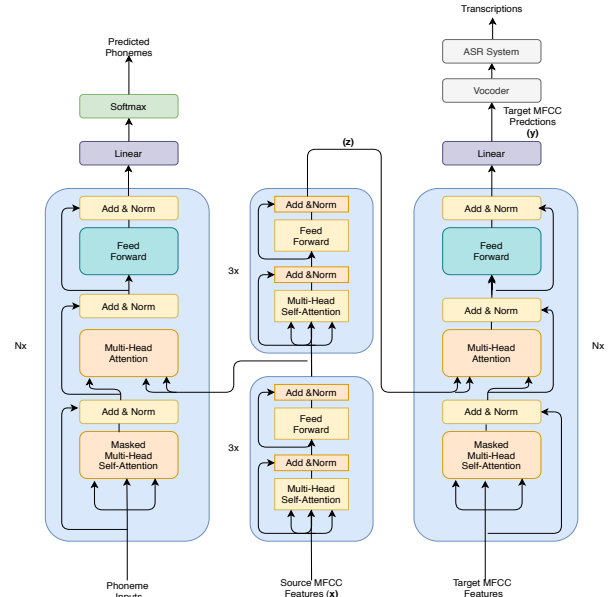 Transcriptions
ASR System
Vocoder
Target MFCC
Predctions
(y)
Linear
Predicted
Phonemes
Softmax
Linear
(z)
Add & Norm
Feed
Forward
Add & Norm
Multi-Head
Attention
Add & Norm
Masked
Multi-Head
Self-Attention
Nx
Phoneme
Inputs
Add &Norm
Feed
Forward
Add &Norm
Multi-Head
Self-Attention
3x
Add &Norm
Feed
Forward
Add &Norm
Multi-Head
Self-Attention
3x
Source MFCC
Features (x)
Add & Norm
Feed
Forward
Add & Norm
Multi-Head
Attention
Add & Norm
Masked
Multi-Head
Self-Attention
Nx
Target MFCC
Features